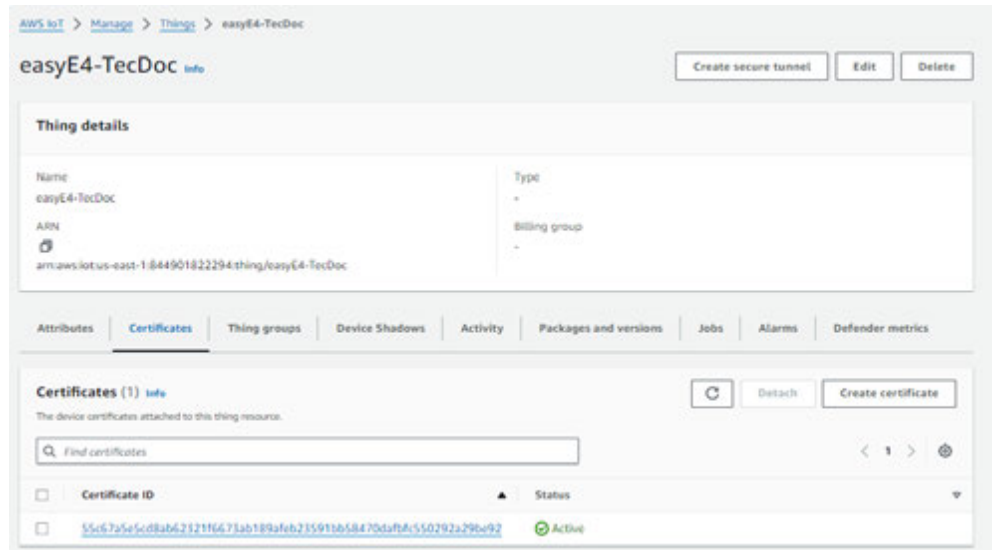 AWS IoT > Manage > Things > easyE4-TecDoc
easyE4-TecDoc Info
Create secure tunnel Edit Delete
Thing details
Name
easyE4-TecDoc
Type
-
ARN
arn:aws:iot:us-east-1:844901822294:thing/easyE4-TecDoc
Billing group
-
Attributes Certificates Thing groups Device Shadows Activity Packages and versions Jobs Alarms Defender metrics
Certificates (1) Info
Detach Create certificate
The device certificates attached to this thing resource.
Find certificates
< 1 >
Certificate ID Status
Active